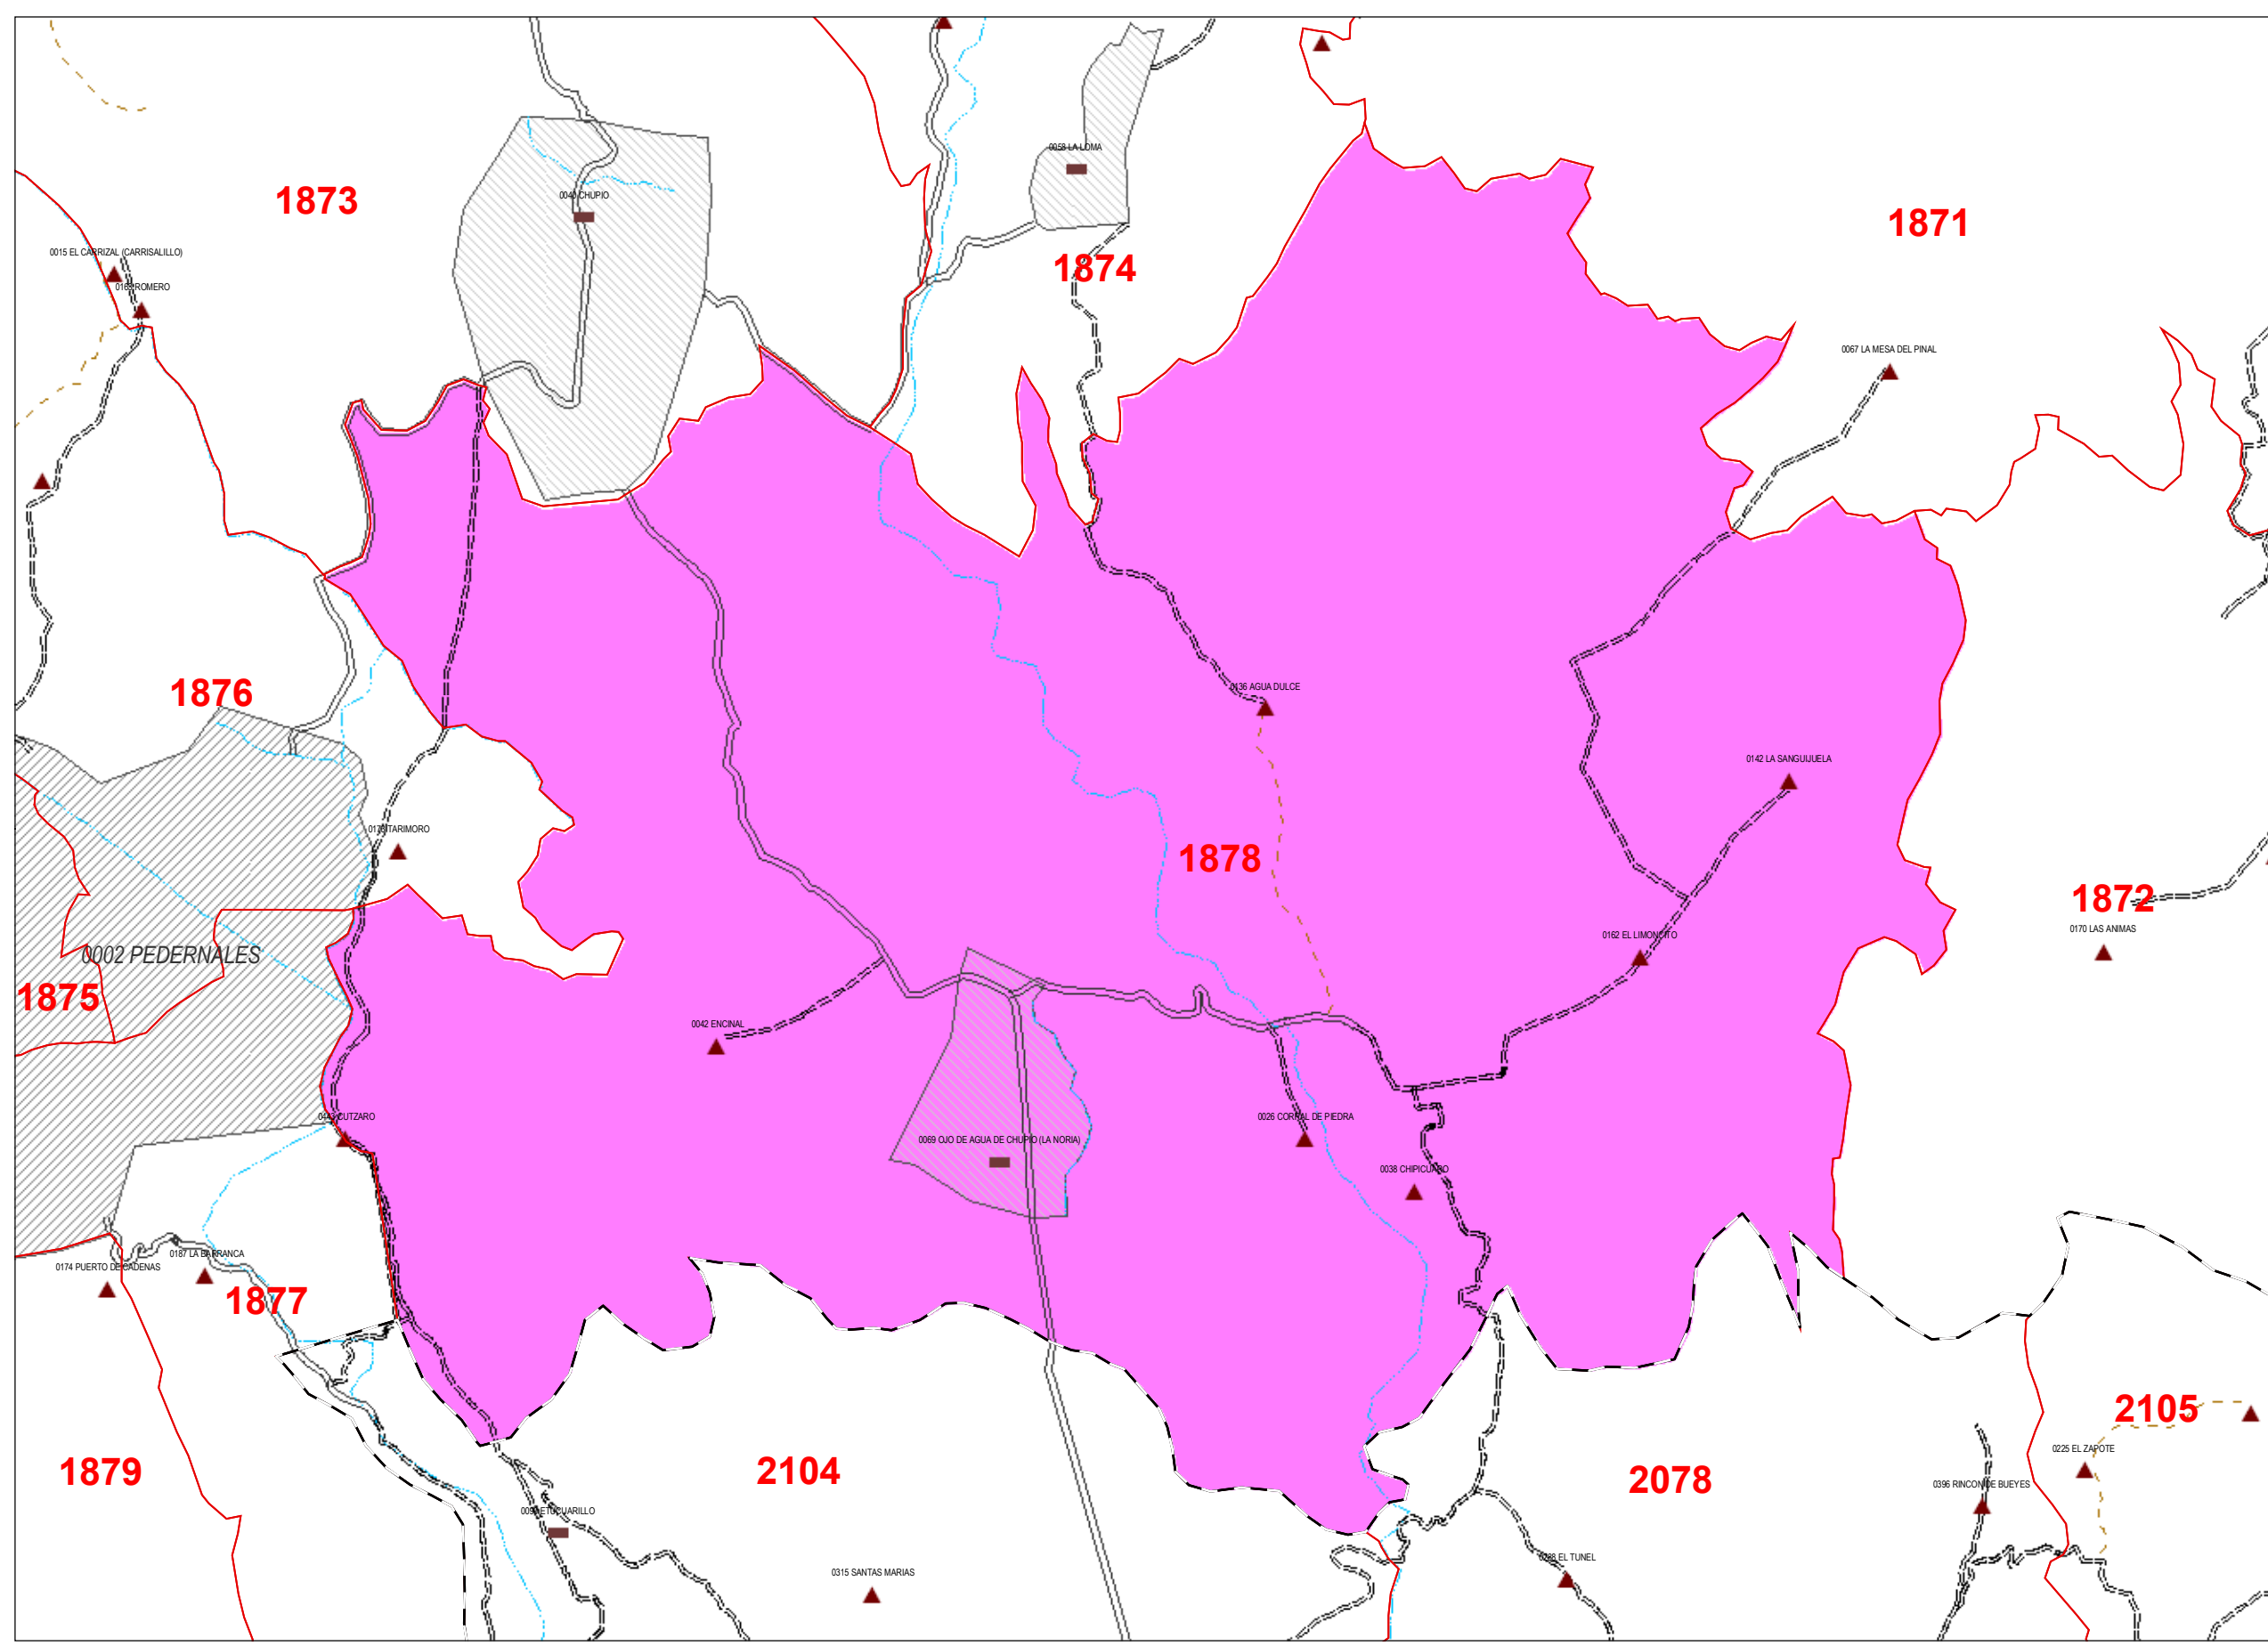 0058 LA LOMA
1873
0040 CHUPIO
1871
0015 EL CARRIZAL (CARRISALILLO)
1874
ROMERO
0067 LA MESA DEL PINAL
1876
0136 AGUA DULCE
0142 LA SANGUIJUELA
TARIMORO
1878
1872
0170 LAS ANIMAS
0162 EL LIMONCITO
0002 PEDERNALES
1875
0042 ENCINAL
CUTZARO
0026 CORRAL DE PIEDRA
0069 OJO DE AGUA DE CHUPIO (LA NORIA)
0038 CHIPICUARO
0187 LA BARRANCA
0174 PUERTO DE CADENAS
1877
2105
0225 EL ZAPOTE
1879
2104
2078
0396 RINCON DE BUEYES
ETUCUARILLO
EL TUNEL
0315 SANTAS MARIAS